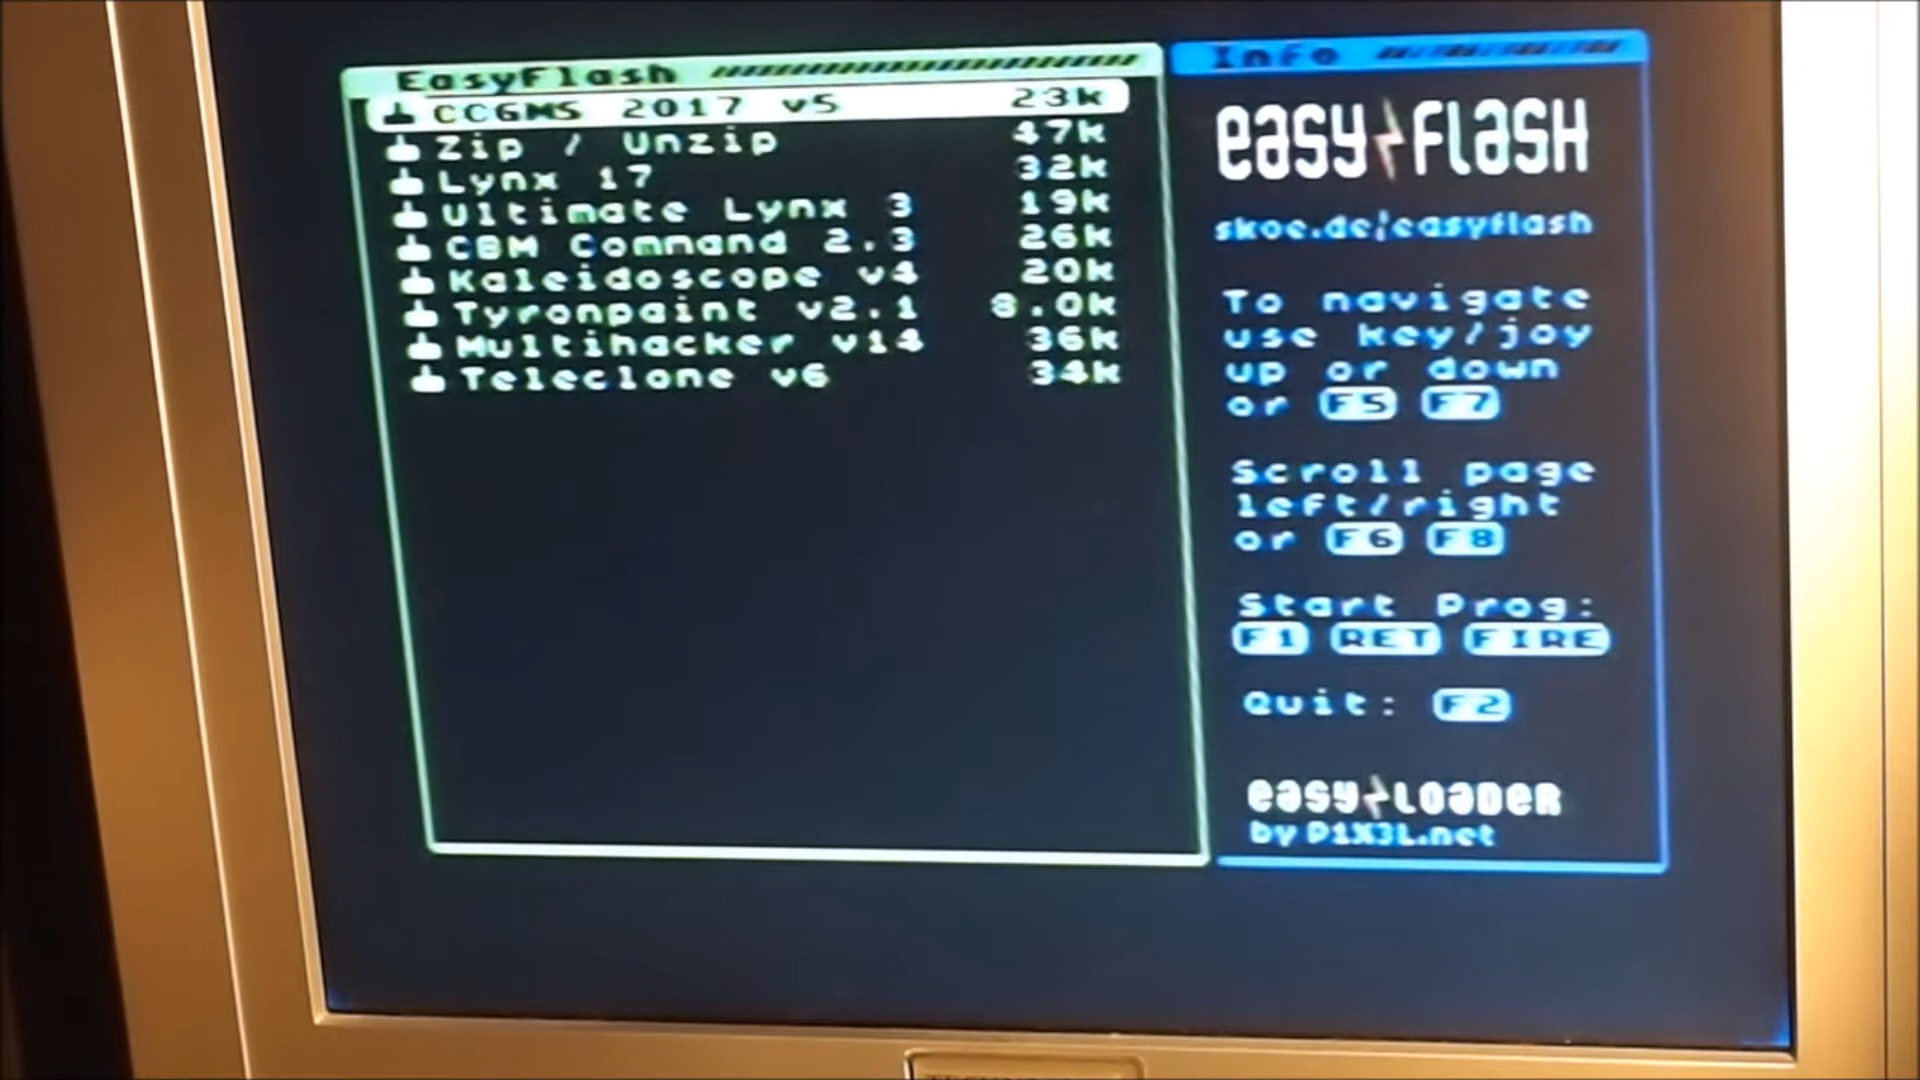 EasyFlash
CCGMS 2017 v5 23k
Zip / Unzip 47k
Lynx 17 32k
Ultimate Lynx 3 19k
CBM Command 2.3 26k
Kaleidoscope v4 20k
Tyronpaint v2.1 8.0k
Multihacker v14 36k
Teleclone v6 34k
Info
easy FLASH
skoe.de/easyflash
To navigate
use key/joy
up or down
or F5 F7
Scroll page
left/right
or F6 F8
Start Prog:
F1 RET FIRE
Quit: F2
easy LOADER
by P1X3L.net